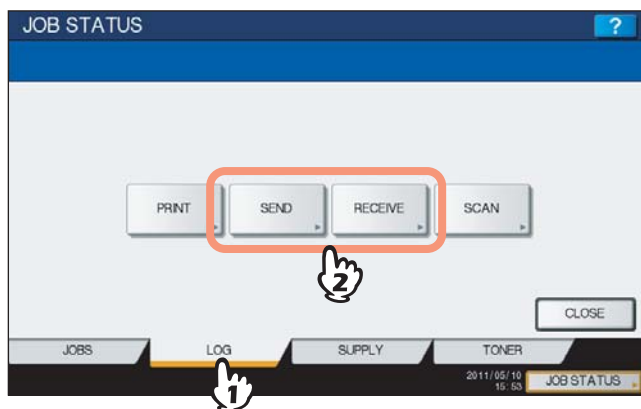 JOB STATUS ?
PRINT SEND RECEIVE SCAN
2
CLOSE
JOBS LOG SUPPLY TONER
1
2011/05/10
15:53
JOB STATUS